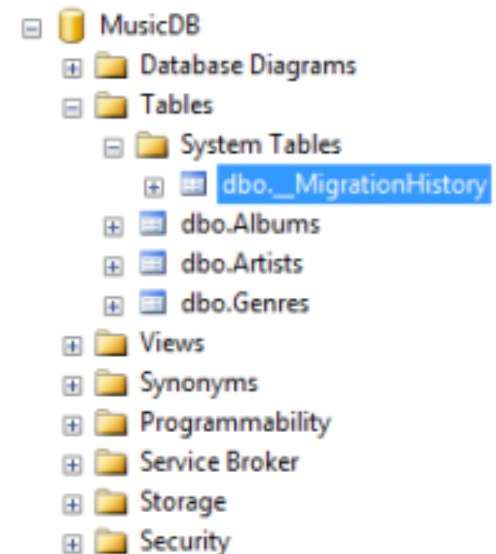 MusicDB
Database Diagrams
Tables
System Tables
dbo.__MigrationHistory
dbo.Albums
dbo.Artists
dbo.Genres
Views
Synonyms
Programmability
Service Broker
Storage
Security